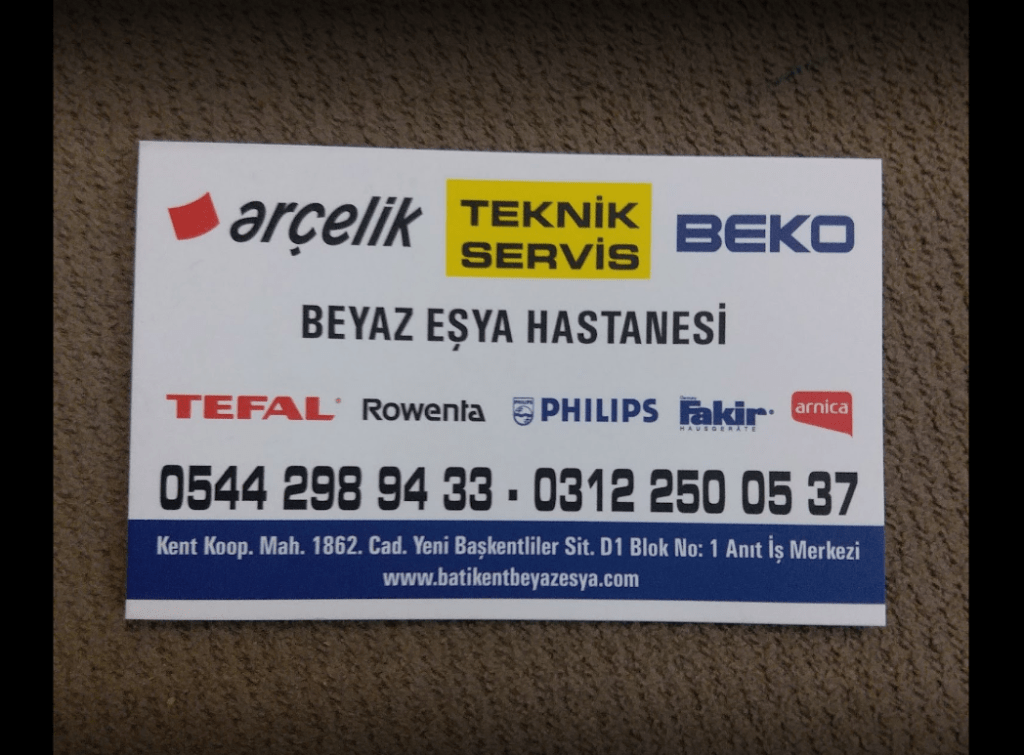 arçelik TEKNİK SERVİS BEKO
BEYAZ EŞYA HASTANESİ
TEFAL Rowenta PHILIPS Fakir HAUSGERÄTE arnica
0544 298 94 33 - 0312 250 05 37
Kent Koop. Mah. 1862. Cad. Yeni Başkentliler Sit. D1 Blok No: 1 Anıt İş Merkezi
www.batikentbeyazesya.com